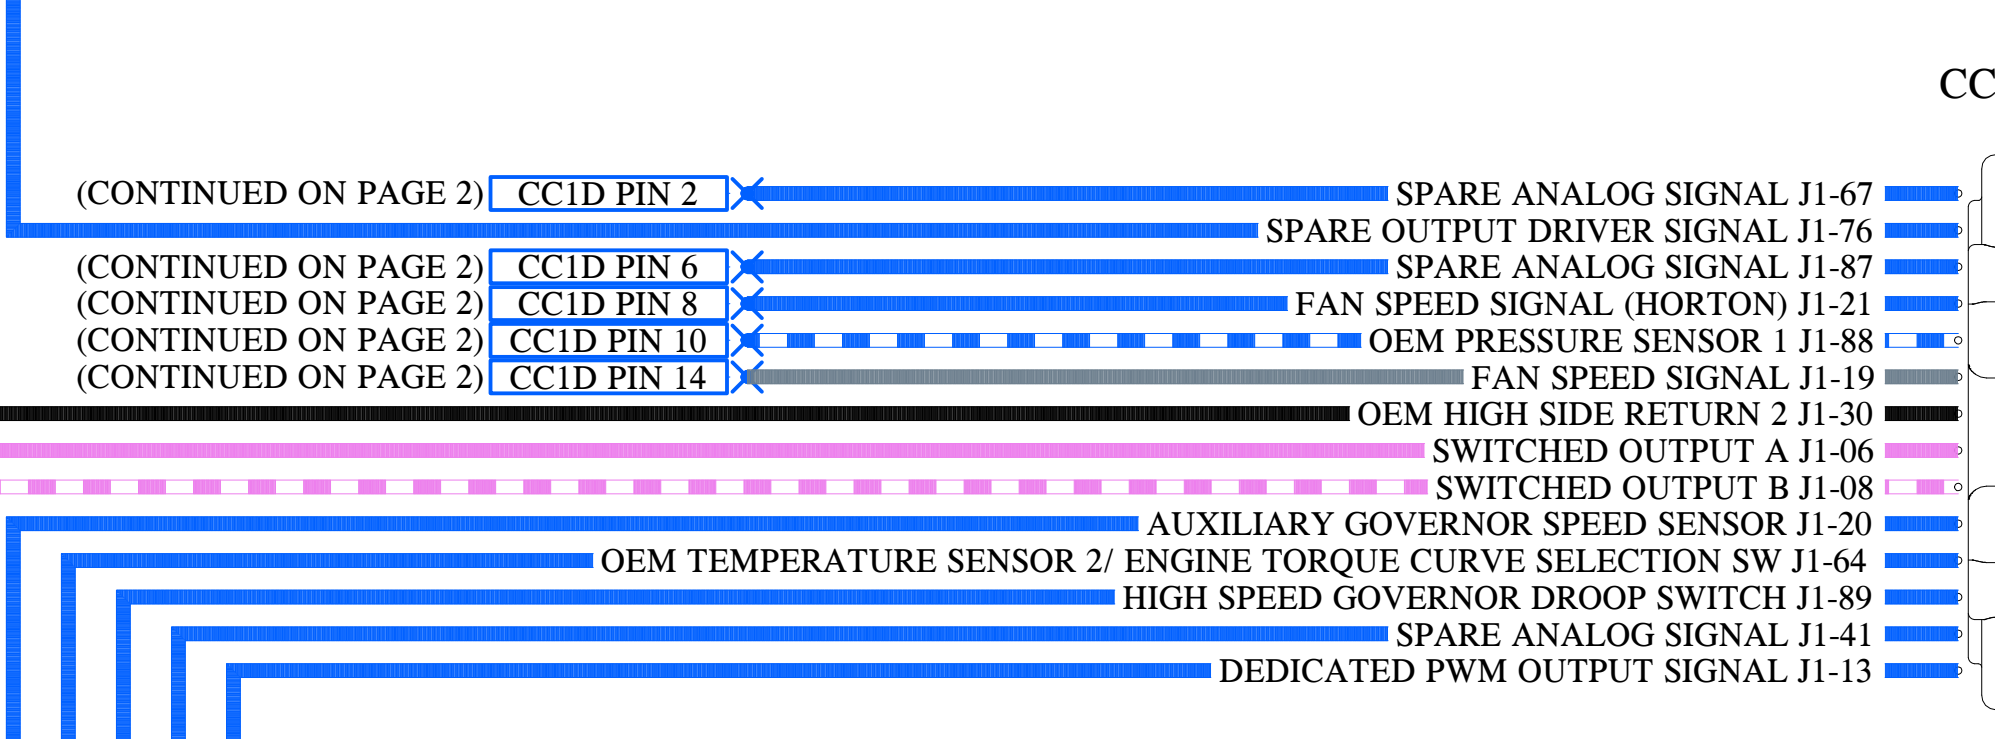 CC
(CONTINUED ON PAGE 2) CC1D PIN 2 SPARE ANALOG SIGNAL J1-67
SPARE OUTPUT DRIVER SIGNAL J1-76
(CONTINUED ON PAGE 2) CC1D PIN 6 SPARE ANALOG SIGNAL J1-87
(CONTINUED ON PAGE 2) CC1D PIN 8 FAN SPEED SIGNAL (HORTON) J1-21
(CONTINUED ON PAGE 2) CC1D PIN 10 OEM PRESSURE SENSOR 1 J1-88
(CONTINUED ON PAGE 2) CC1D PIN 14 FAN SPEED SIGNAL J1-19
OEM HIGH SIDE RETURN 2 J1-30
SWITCHED OUTPUT A J1-06
SWITCHED OUTPUT B J1-08
AUXILIARY GOVERNOR SPEED SENSOR J1-20
OEM TEMPERATURE SENSOR 2/ ENGINE TORQUE CURVE SELECTION SW J1-64
HIGH SPEED GOVERNOR DROOP SWITCH J1-89
SPARE ANALOG SIGNAL J1-41
DEDICATED PWM OUTPUT SIGNAL J1-13